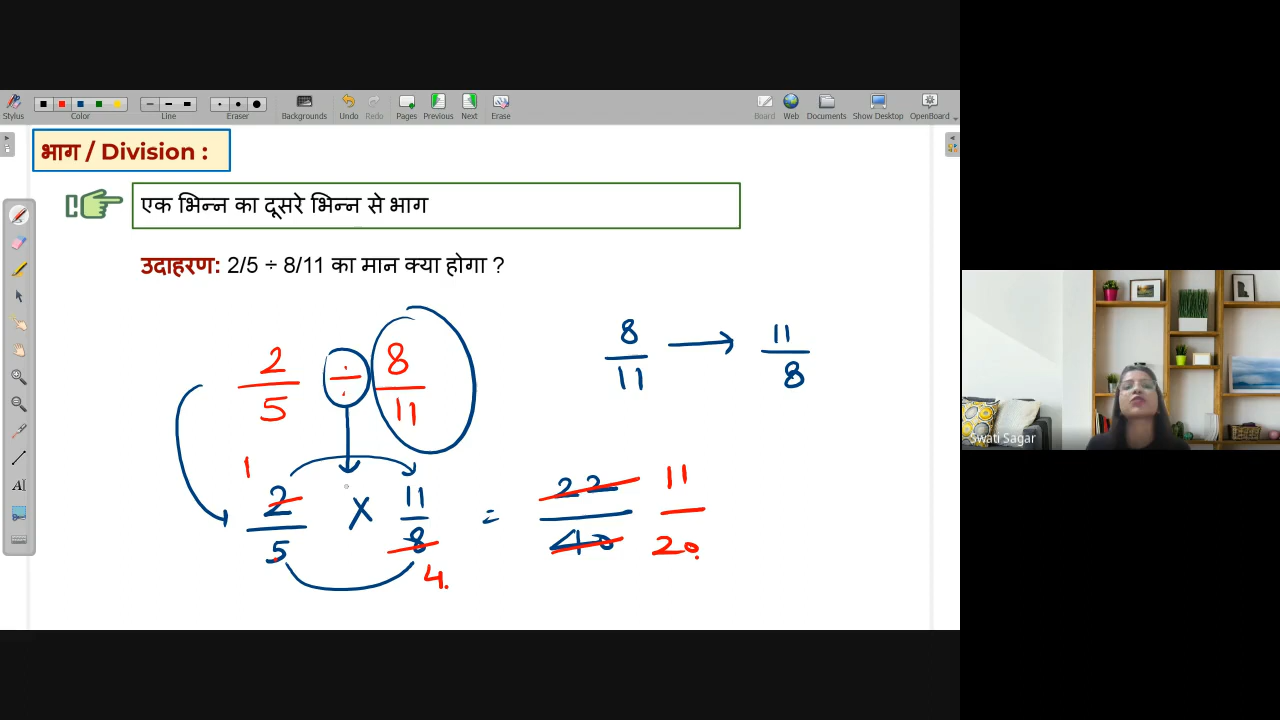 Stylus Color Line Eraser Backgrounds Undo Redo Pages Previous Next Erase Board Web Documents Show Desktop OpenBoard
भाग / Division :
एक भिन्न का दूसरे भिन्न से भाग
उदाहरण: 2/5 ÷ 8/11 का मान क्या होगा ?
2/5 ÷ 8/11
8/11 → 11/8
1
2/5 × 11/8 = 22/40 11/20
4.
Swati Sagar